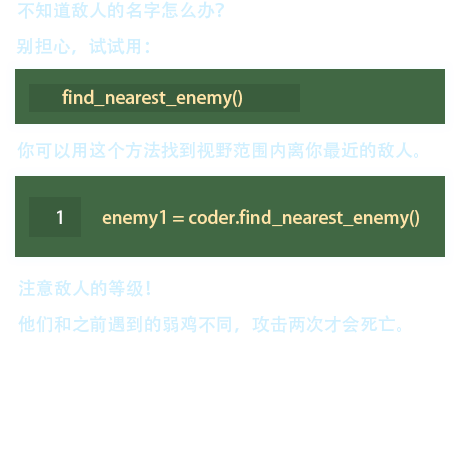 不知道敌人的名字怎么办？
别担心，试试用：
find_nearest_enemy()
你可以用这个方法找到视野范围内离你最近的敌人。
1 enemy1 = coder.find_nearest_enemy()
注意敌人的等级！
他们和之前遇到的弱鸡不同，攻击两次才会死亡。